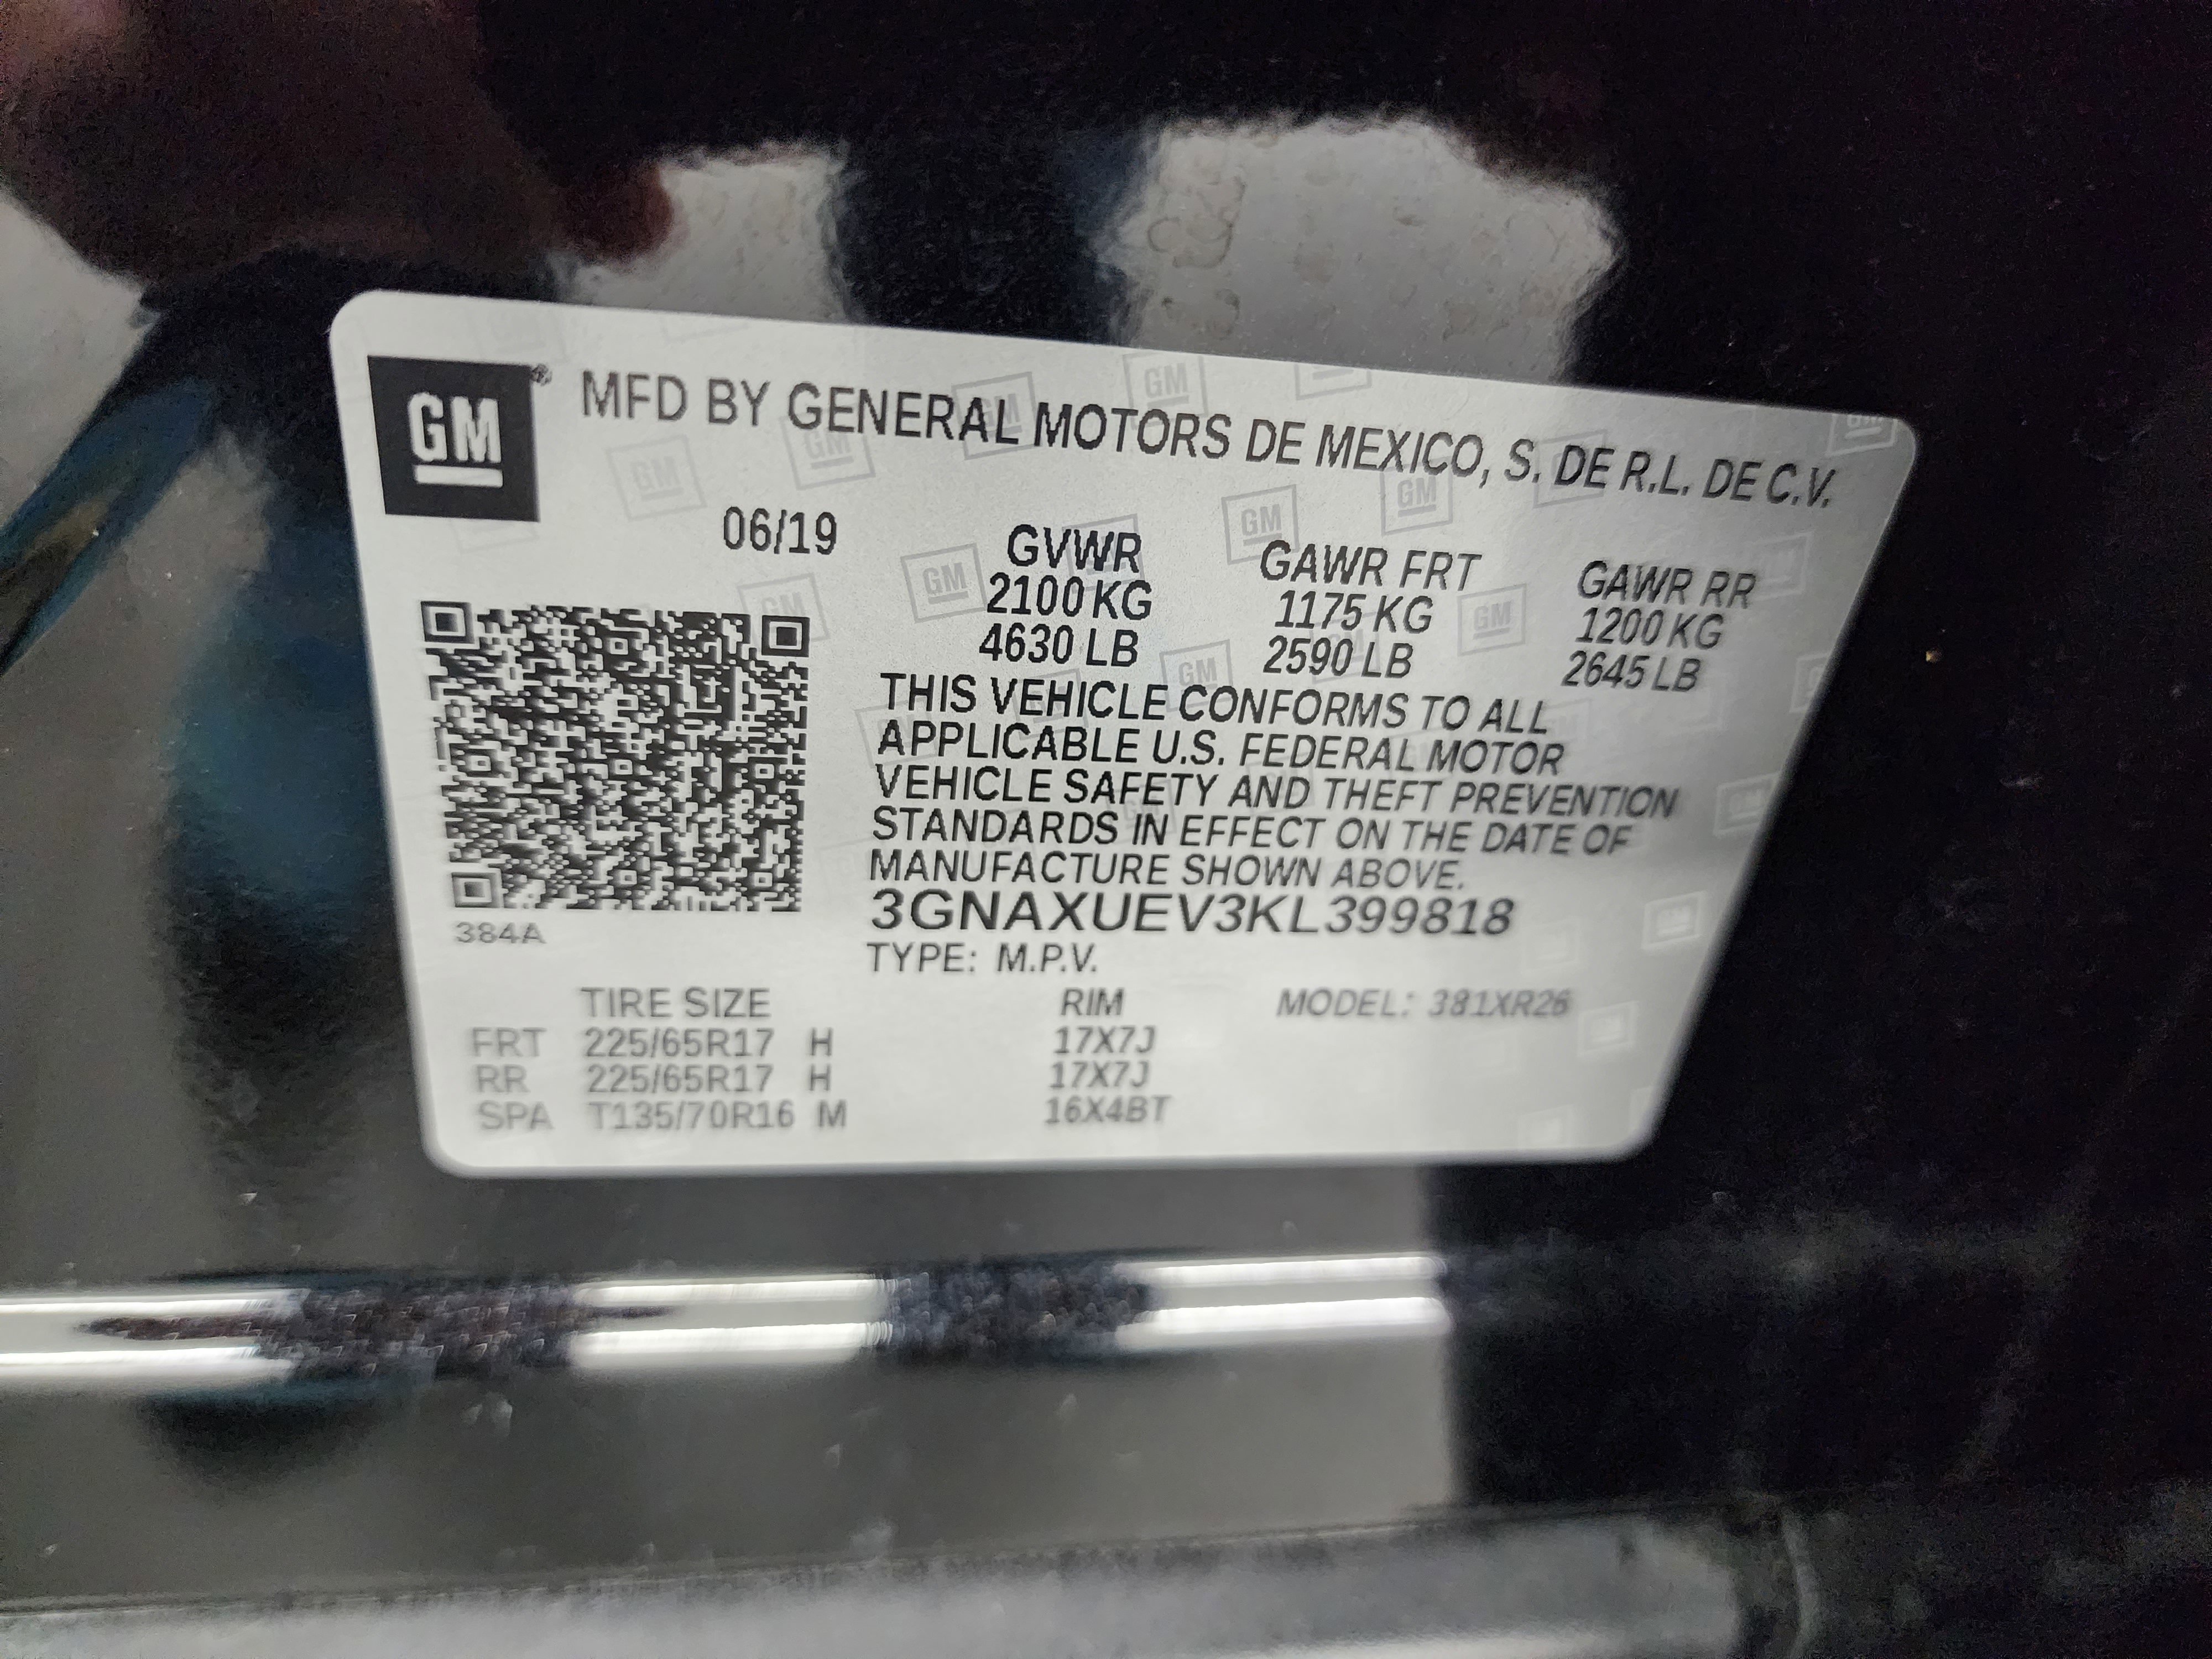 GM® MFD BY GENERAL MOTORS DE MEXICO, S. DE R.L. DE C.V.
06/19
GVWR GAWR FRT GAWR RR
2100 KG 1175 KG 1200 KG
4630 LB 2590 LB 2645 LB
THIS VEHICLE CONFORMS TO ALL
APPLICABLE U.S. FEDERAL MOTOR
VEHICLE SAFETY AND THEFT PREVENTION
STANDARDS IN EFFECT ON THE DATE OF
MANUFACTURE SHOWN ABOVE.
3GNAXUEV3KL399818
384A
TYPE: M.P.V.
TIRE SIZE RIM MODEL: 381XR26
FRT 225/65R17 H 17X7J
RR 225/65R17 H 17X7J
SPA T135/70R16 M 16X4BT